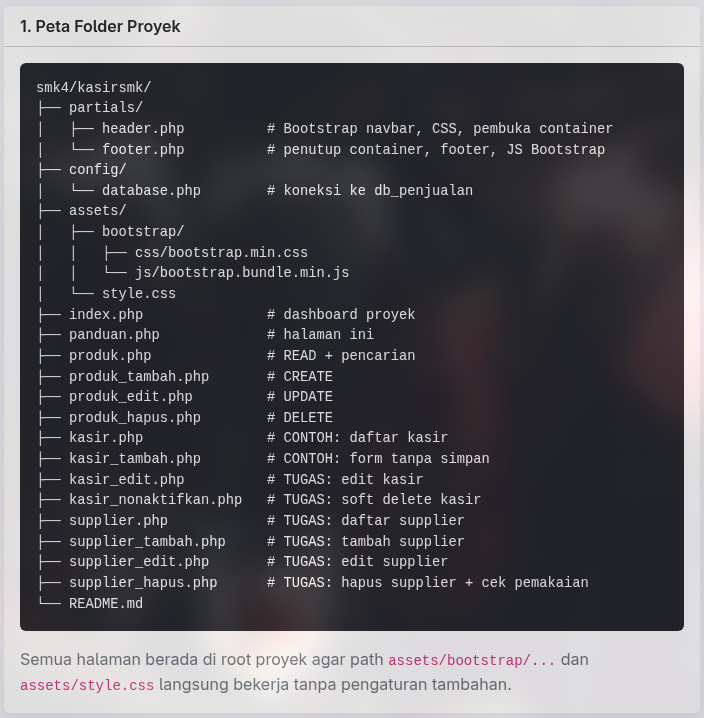 1. Peta Folder Proyek
smk4/kasirsmk/
├── partials/
│   ├── header.php          # Bootstrap navbar, CSS, pembuka container
│   └── footer.php          # penutup container, footer, JS Bootstrap
├── config/
│   └── database.php        # koneksi ke db_penjualan
├── assets/
│   ├── bootstrap/
│   │   ├── css/bootstrap.min.css
│   │   └── js/bootstrap.bundle.min.js
│   └── style.css
├── index.php               # dashboard proyek
├── panduan.php             # halaman ini
├── produk.php              # READ + pencarian
├── produk_tambah.php       # CREATE
├── produk_edit.php         # UPDATE
├── produk_hapus.php        # DELETE
├── kasir.php               # CONTOH: daftar kasir
├── kasir_tambah.php        # CONTOH: form tanpa simpan
├── kasir_edit.php          # TUGAS: edit kasir
├── kasir_nonaktifkan.php   # TUGAS: soft delete kasir
├── supplier.php            # TUGAS: daftar supplier
├── supplier_tambah.php     # TUGAS: tambah supplier
├── supplier_edit.php       # TUGAS: edit supplier
├── supplier_hapus.php      # TUGAS: hapus supplier + cek pemakaian
└── README.md
Semua halaman berada di root proyek agar path assets/bootstrap/... dan
assets/style.css langsung bekerja tanpa pengaturan tambahan.